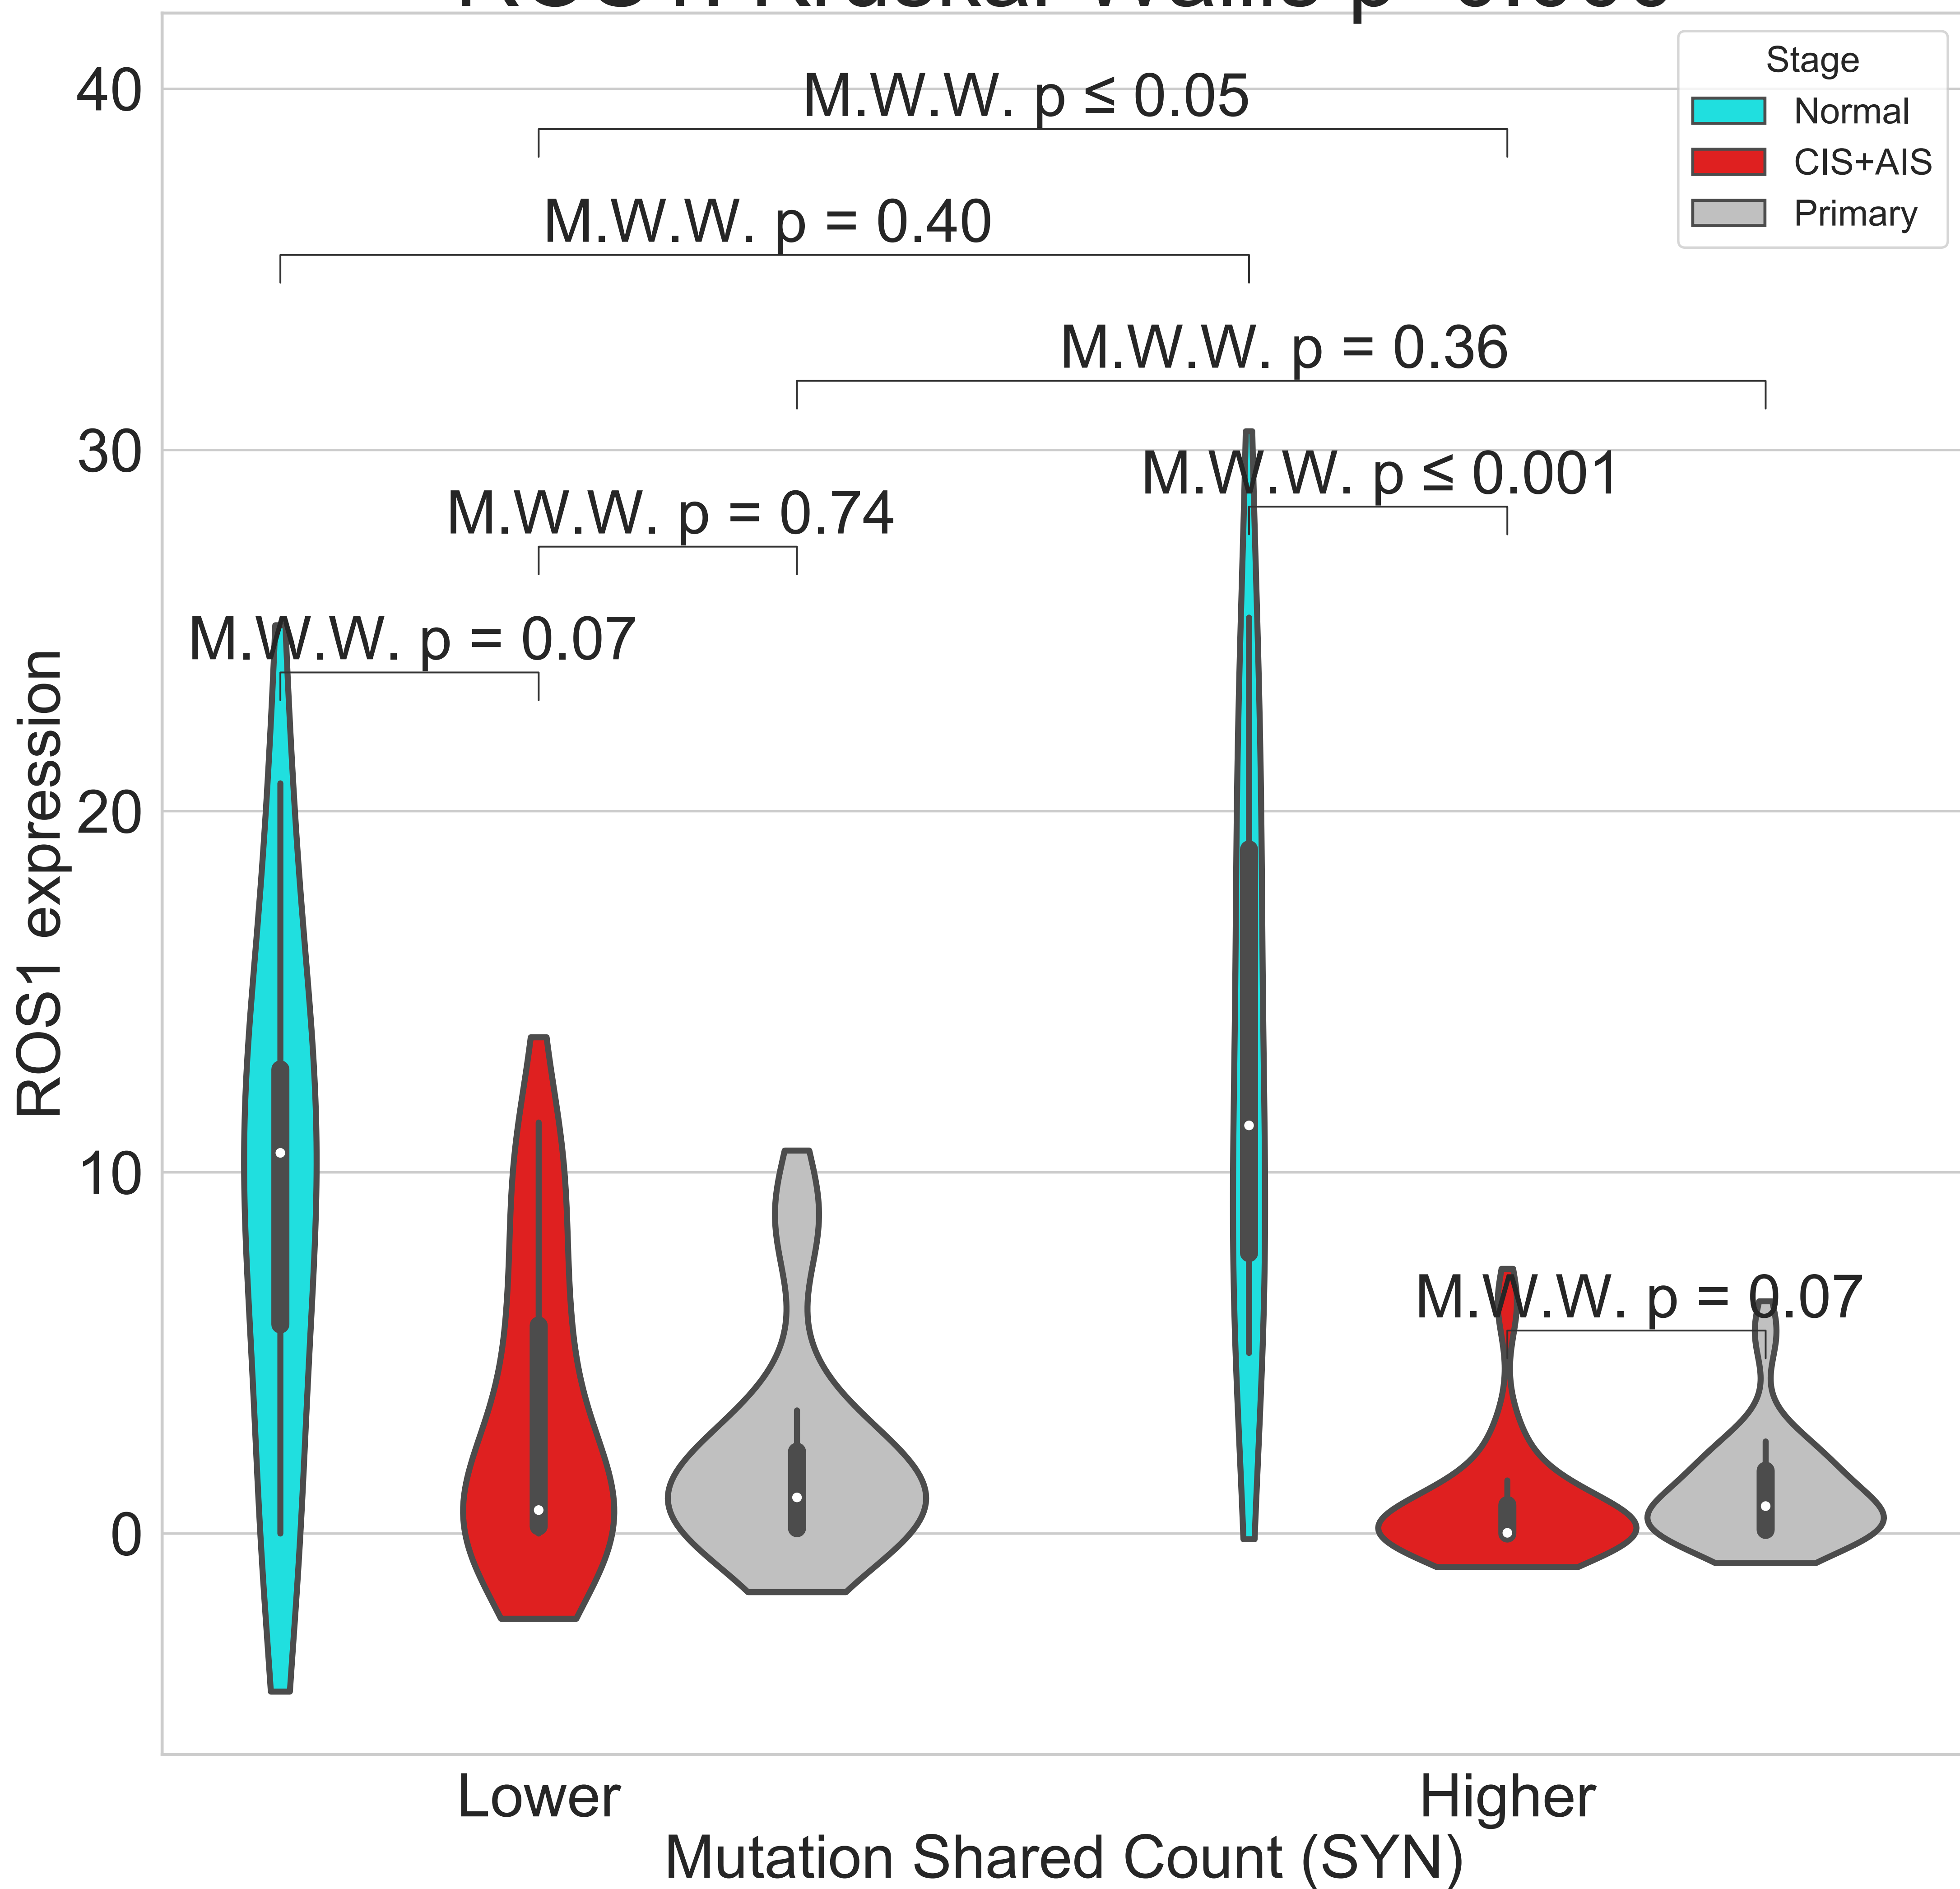 40
30
20
10
0
ROS1 expression
M.W.W. p ≤ 0.05
M.W.W. p = 0.40
M.W.W. p = 0.36
M.W.W. p ≤ 0.001
M.W.W. p = 0.74
M.W.W. p = 0.07
M.W.W. p = 0.07
Stage
Normal
CIS+AIS
Primary
Lower
Higher
Mutation Shared Count (SYN)